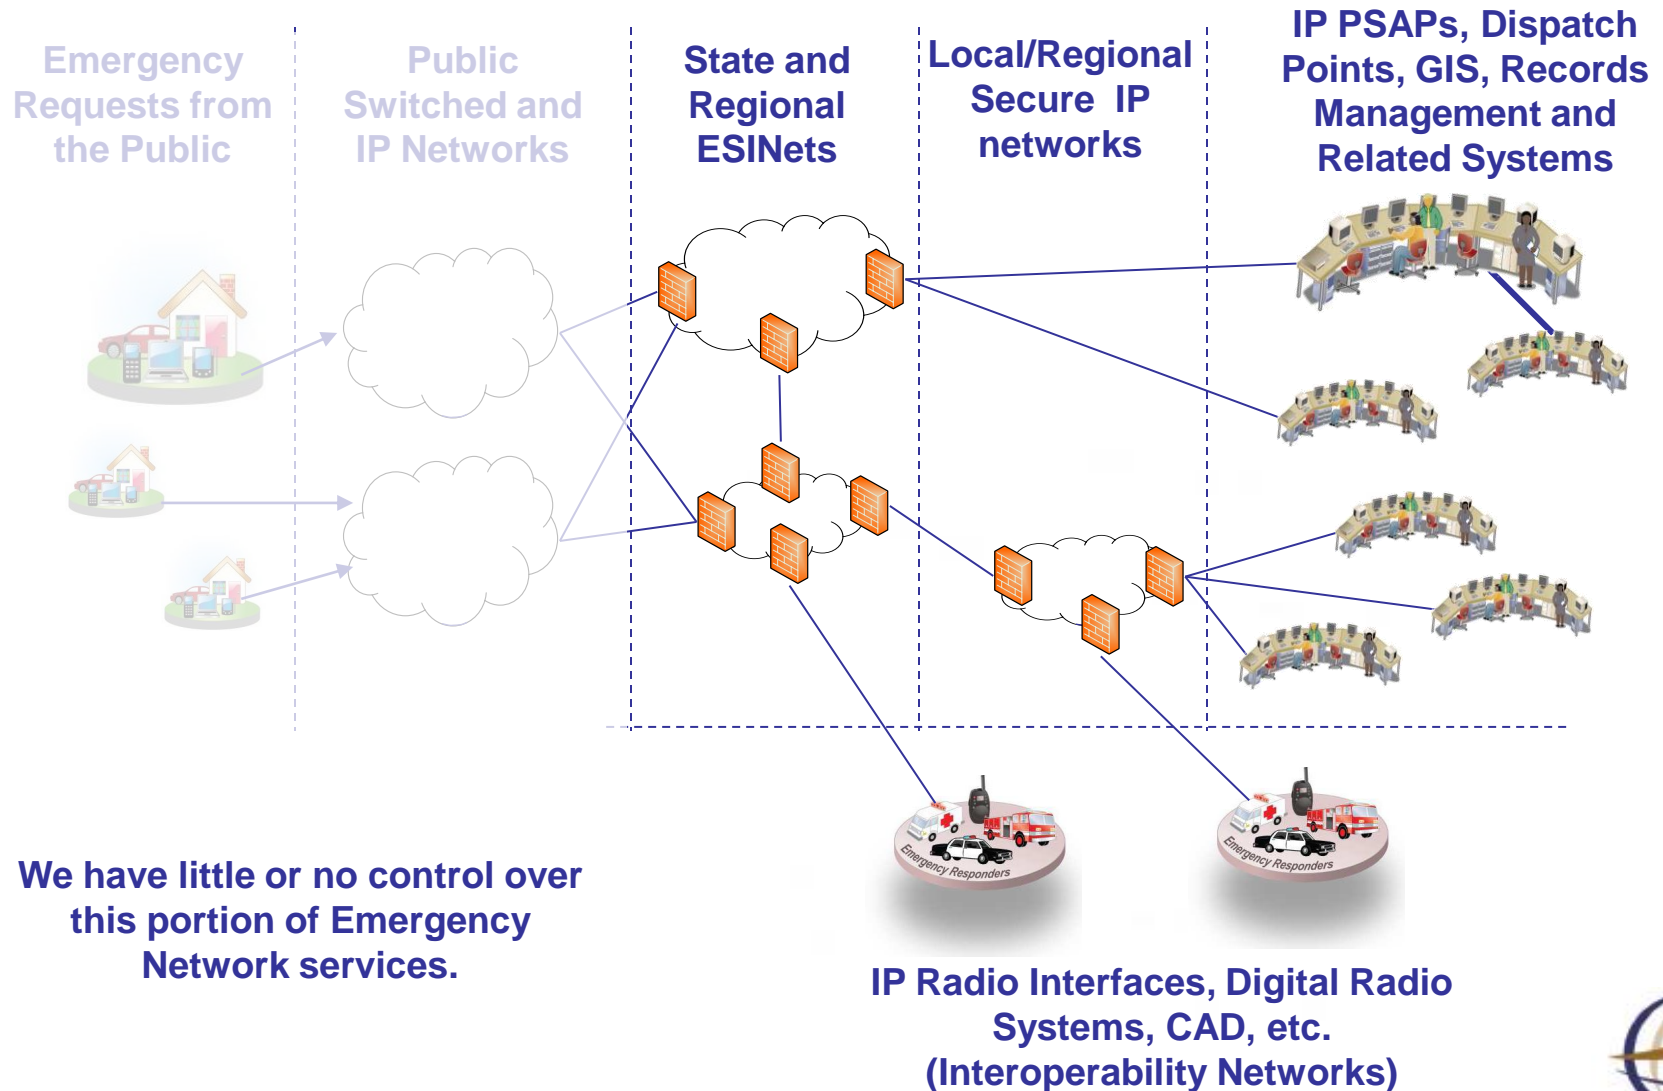 Emergency
Requests from
the Public
Public
Switched and
IP Networks
State and
Regional
ESINets
Local/Regional
Secure IP
networks
IP PSAPs, Dispatch
Points, GIS, Records
Management and
Related Systems
Emergency Responders
Emergency Responders
We have little or no control over
this portion of Emergency
Network services.
IP Radio Interfaces, Digital Radio
Systems, CAD, etc.
(Interoperability Networks)